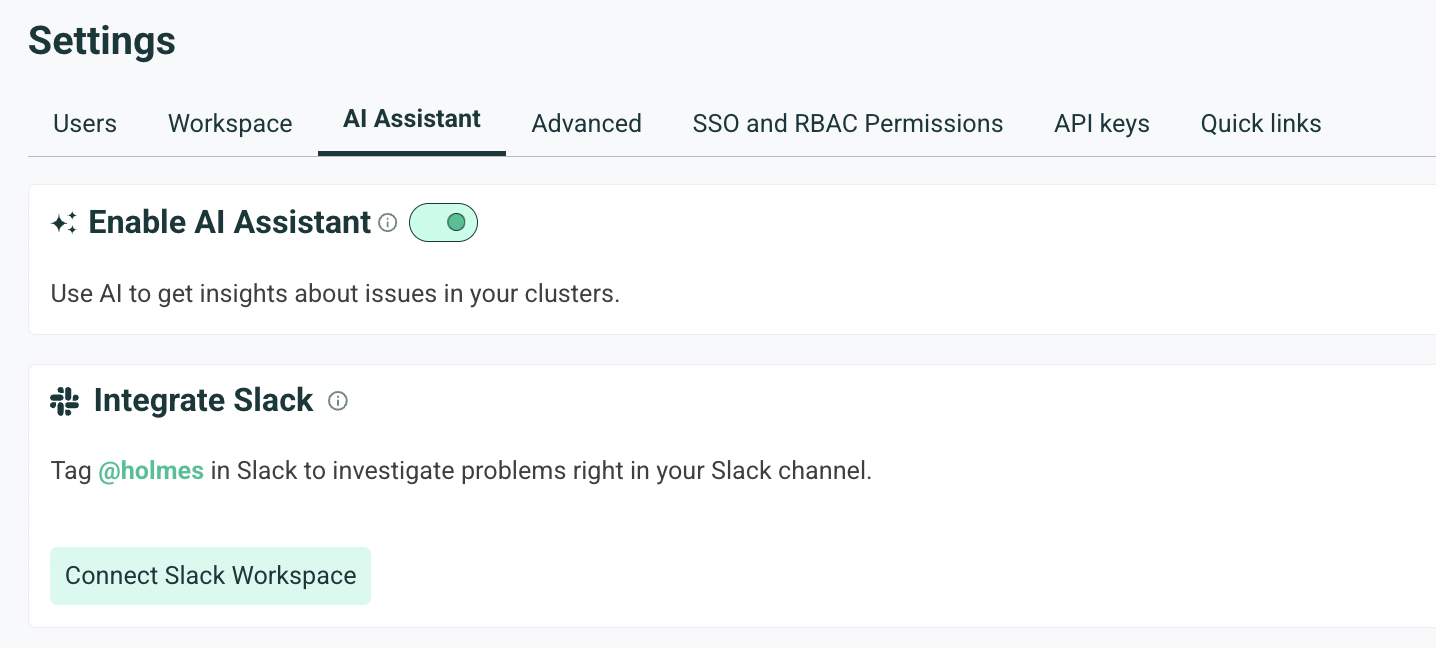 Settings
Users Workspace AI Assistant Advanced SSO and RBAC Permissions API keys Quick links
Enable AI Assistant
Use AI to get insights about issues in your clusters.
Integrate Slack
Tag @holmes in Slack to investigate problems right in your Slack channel.
Connect Slack Workspace